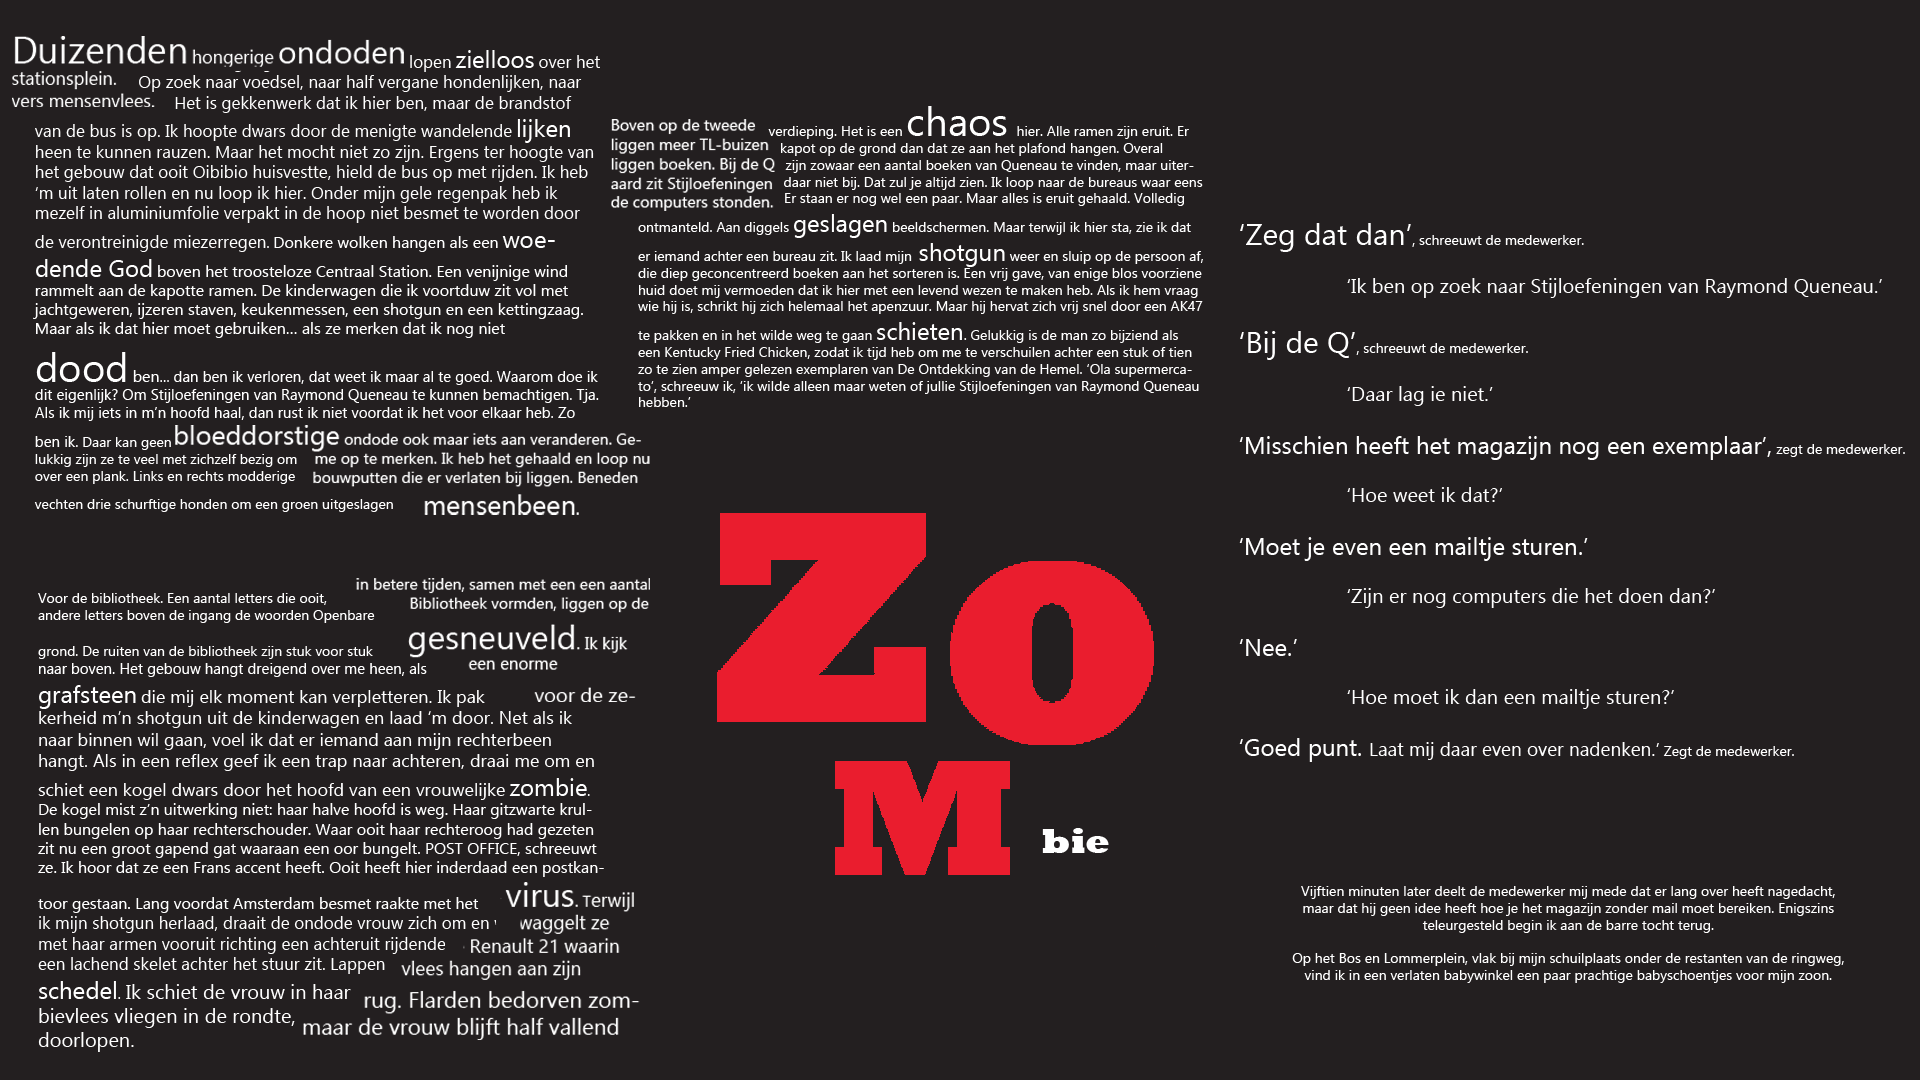 Duizenden hongerige ondoden lopen zielloos over het
stationsplein. Op zoek naar voedsel, naar half vergane hondenlijken, naar
vers mensenvlees. Het is gekkenwerk dat ik hier ben, maar de brandstof
van de bus is op. Ik hoopte dwars door de menigte wandelende lijken
heen te kunnen rauzen. Maar het mocht niet zo zijn. Ergens ter hoogte van
het gebouw dat ooit Oibibio huisvestte, hield de bus op met rijden. Ik heb
‘m uit laten rollen en nu loop ik hier. Onder mijn gele regenpak heb ik
mezelf in aluminiumfolie verpakt in de hoop niet besmet te worden door
de verontreinigde miezerregen. Donkere wolken hangen als een woe-
dende God boven het troosteloze Centraal Station. Een venijnige wind
rammelt aan de kapotte ramen. De kinderwagen die ik voortduw zit vol met
jachtgeweren, ijzeren staven, keukenmessen, een shotgun en een kettingzaag.
Maar als ik dat hier moet gebruiken... als ze merken dat ik nog niet
dood ben... dan ben ik verloren, dat weet ik maar al te goed. Waarom doe ik
dit eigenlijk? Om Stijloefeningen van Raymond Queneau te kunnen bemachtigen. Tja.
Als ik mij iets in m’n hoofd haal, dan rust ik niet voordat ik het voor elkaar heb. Zo
ben ik. Daar kan geen bloeddorstige ondode ook maar iets aan veranderen. Ge-
lukkig zijn ze te veel met zichzelf bezig om me op te merken. Ik heb het gehaald en loop nu
over een plank. Links en rechts modderige bouwputten die er verlaten bij liggen. Beneden
vechten drie schurftige honden om een groen uitgeslagen mensenbeen.
Voor de bibliotheek. Een aantal letters die ooit, in betere tijden, samen met een een aantal
andere letters boven de ingang de woorden Openbare Bibliotheek vormden, liggen op de
grond. De ruiten van de bibliotheek zijn stuk voor stuk gesneuveld. Ik kijk
naar boven. Het gebouw hangt dreigend over me heen, als een enorme
grafsteen die mij elk moment kan verpletteren. Ik pak voor de ze-
kerheid m’n shotgun uit de kinderwagen en laad ‘m door. Net als ik
naar binnen wil gaan, voel ik dat er iemand aan mijn rechterbeen
hangt. Als in een reflex geef ik een trap naar achteren, draai me om en
schiet een kogel dwars door het hoofd van een vrouwelijke zombie.
De kogel mist z’n uitwerking niet: haar halve hoofd is weg. Haar gitzwarte krul-
len bungelen op haar rechterschouder. Waar ooit haar rechteroog had gezeten
zit nu een groot gapend gat waaraan een oor bungelt. POST OFFICE, schreeuwt
ze. Ik hoor dat ze een Frans accent heeft. Ooit heeft hier inderdaad een postkan-
toor gestaan. Lang voordat Amsterdam besmet raakte met het virus. Terwijl
ik mijn shotgun herlaad, draait de ondode vrouw zich om en waggelt ze
met haar armen vooruit richting een achteruit rijdende Renault 21 waarin
een lachend skelet achter het stuur zit. Lappen vlees hangen aan zijn
schedel. Ik schiet de vrouw in haar rug. Flarden bedorven zom-
bievlees vliegen in de rondte, maar de vrouw blijft half vallend
doorlopen.
Boven op de tweede verdieping. Het is een chaos hier. Alle ramen zijn eruit. Er
liggen meer TL-buizen kapot op de grond dan dat ze aan het plafond hangen. Overal
liggen boeken. Bij de Q zijn zowaar een aantal boeken van Queneau te vinden, maar uiter-
aard zit Stijloefeningen daar niet bij. Dat zul je altijd zien. Ik loop naar de bureaus waar eens
de computers stonden. Er staan er nog wel een paar. Maar alles is eruit gehaald. Volledig
ontmanteld. Aan diggels geslagen beeldschermen. Maar terwijl ik hier sta, zie ik dat
er iemand achter een bureau zit. Ik laad mijn shotgun weer en sluip op de persoon af,
die diep geconcentreerd boeken aan het sorteren is. Een vrij gave, van enige blos voorziene
huid doet mij vermoeden dat ik hier met een levend wezen te maken heb. Als ik hem vraag
wie hij is, schrikt hij zich helemaal het apenzuur. Maar hij hervat zich vrij snel door een AK47
te pakken en in het wilde weg te gaan schieten. Gelukkig is de man zo bijziend als
een Kentucky Fried Chicken, zodat ik tijd heb om me te verschuilen achter een stuk of tien
zo te zien amper gelezen exemplaren van De Ontdekking van de Hemel. ‘Ola supermerca-
to’, schreeuw ik, ‘ik wilde alleen maar weten of jullie Stijloefeningen van Raymond Queneau
hebben.’
Zo
M
bie
‘Zeg dat dan’, schreeuwt de medewerker.
‘Ik ben op zoek naar Stijloefeningen van Raymond Queneau.’
‘Bij de Q’, schreeuwt de medewerker.
‘Daar lag ie niet.’
‘Misschien heeft het magazijn nog een exemplaar’, zegt de medewerker.
‘Hoe weet ik dat?’
‘Moet je even een mailtje sturen.’
‘Zijn er nog computers die het doen dan?’
‘Nee.’
‘Hoe moet ik dan een mailtje sturen?’
‘Goed punt. Laat mij daar even over nadenken.’ Zegt de medewerker.
Vijftien minuten later deelt de medewerker mij mede dat er lang over heeft nagedacht,
maar dat hij geen idee heeft hoe je het magazijn zonder mail moet bereiken. Enigszins
teleurgesteld begin ik aan de barre tocht terug.
Op het Bos en Lommerplein, vlak bij mijn schuilplaats onder de restanten van de ringweg,
vind ik in een verlaten babywinkel een paar prachtige babyschoentjes voor mijn zoon.